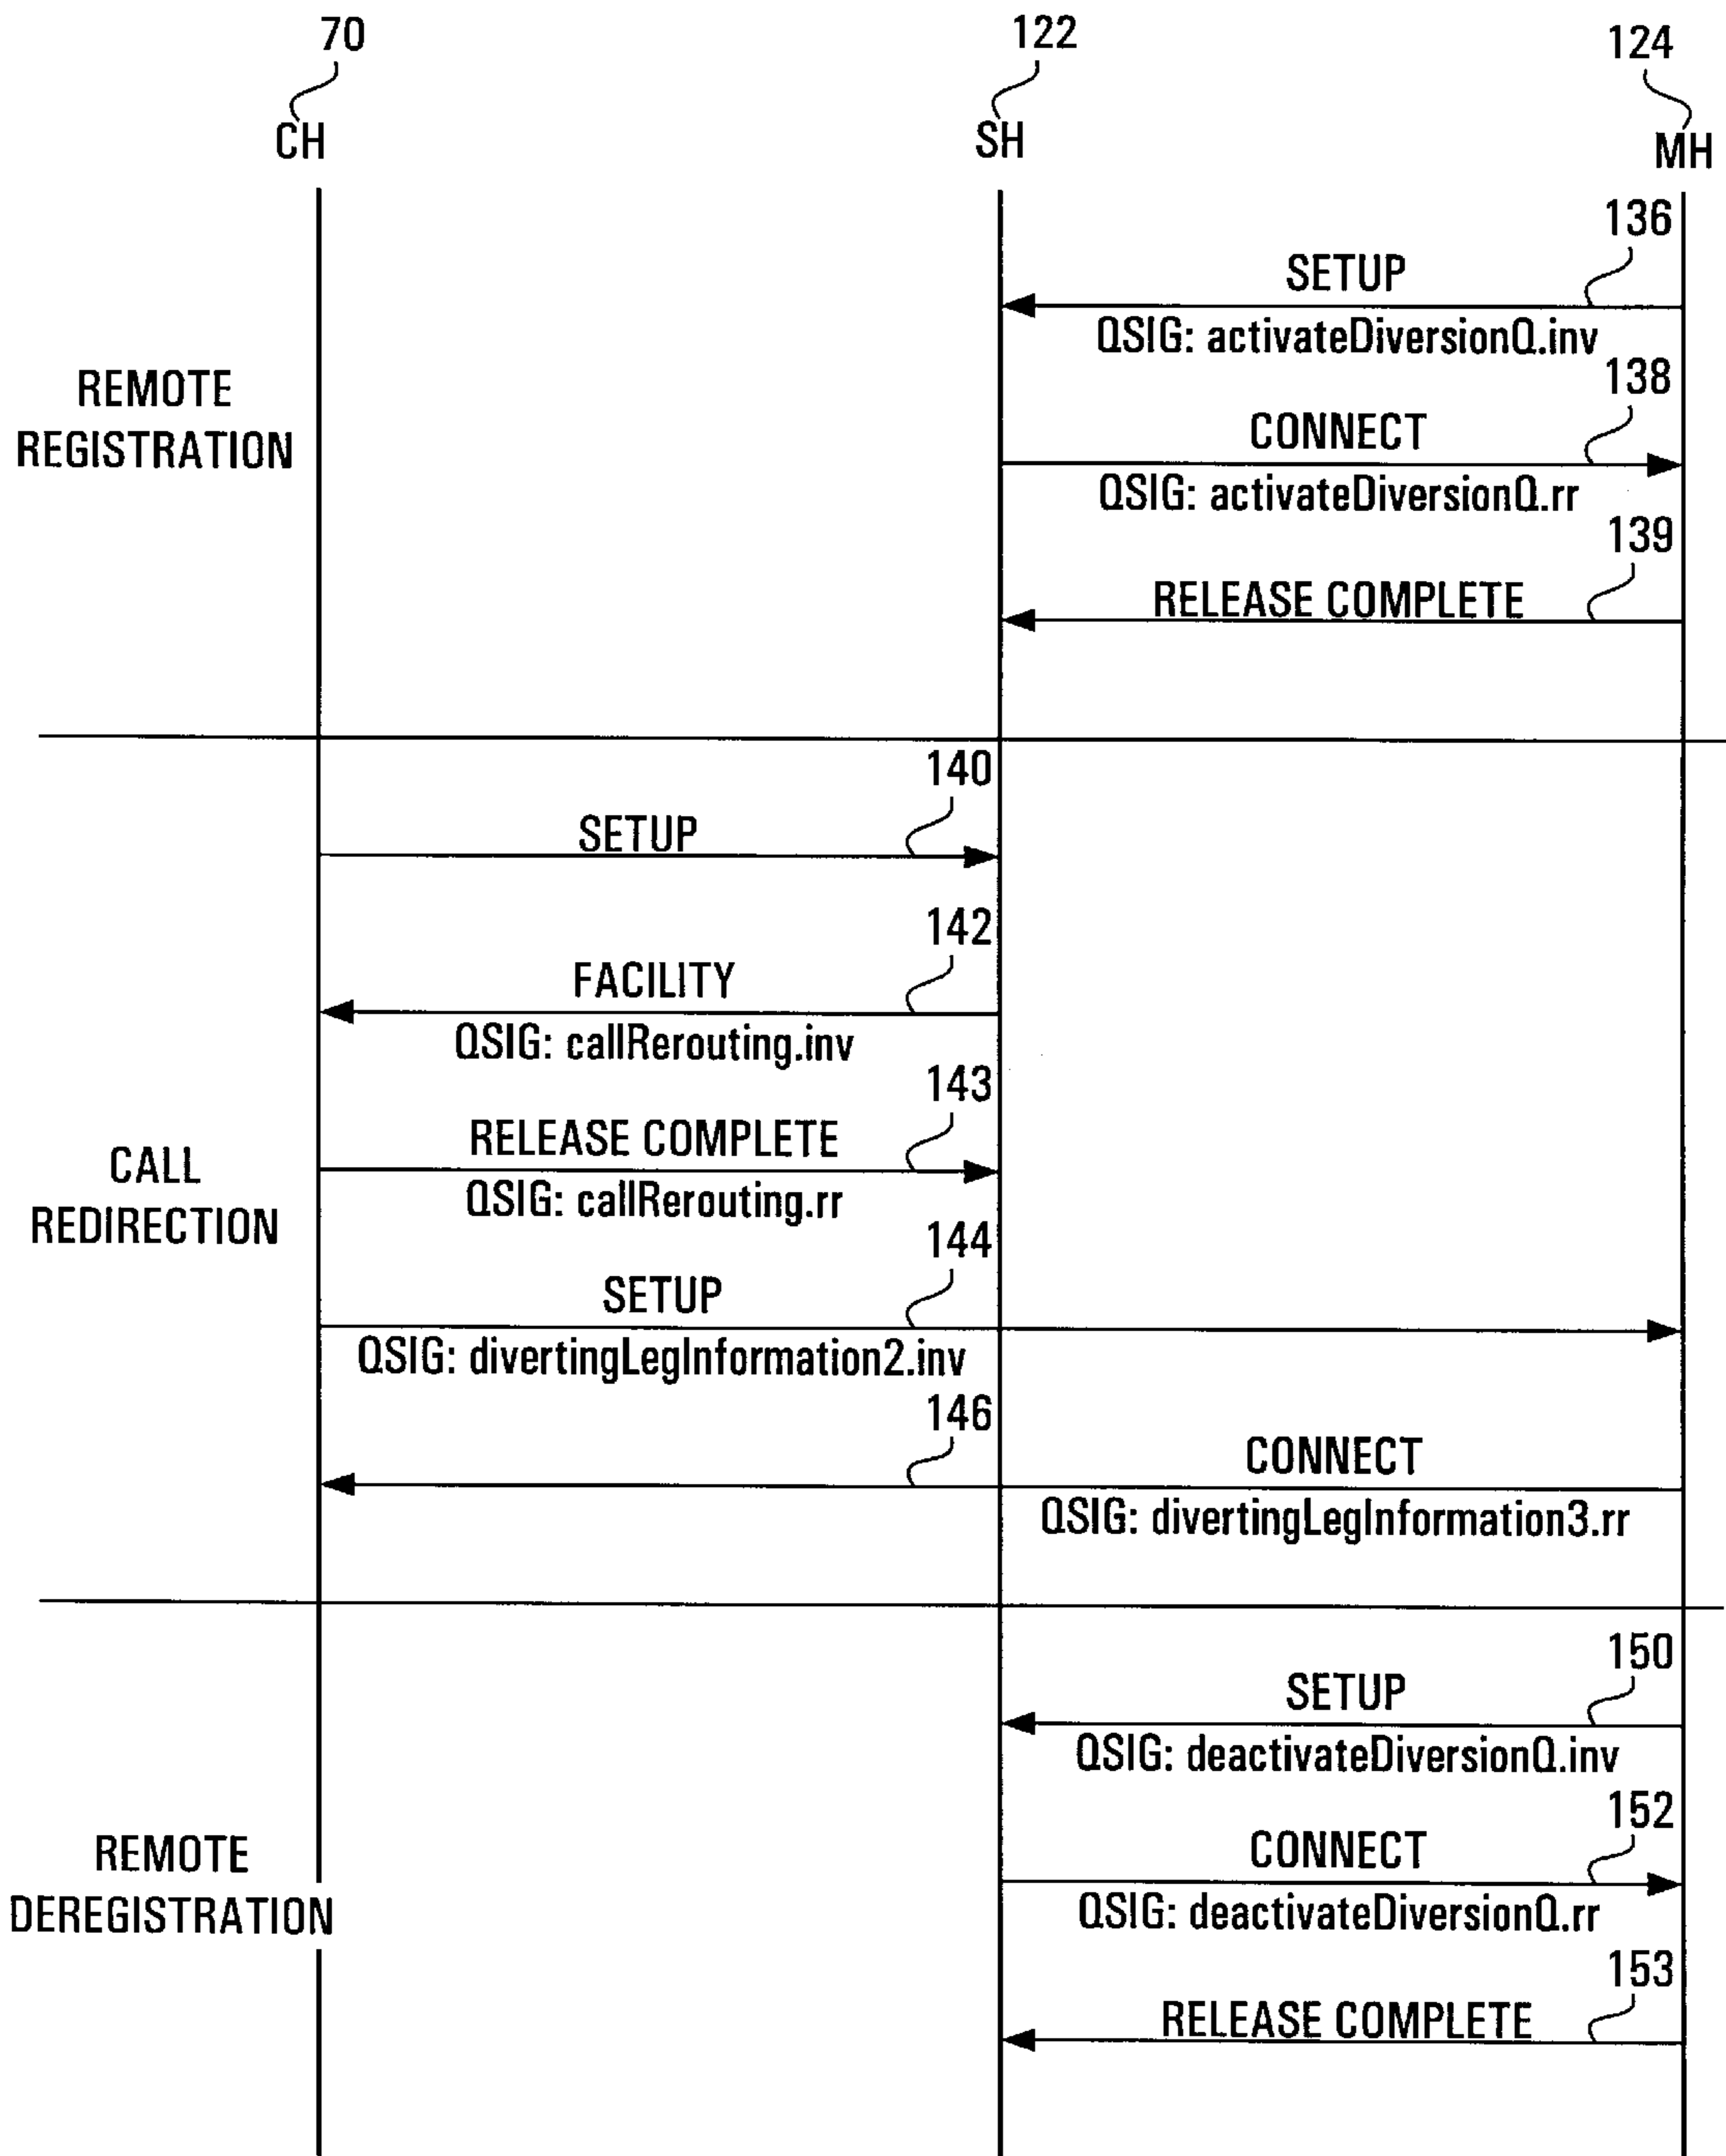 70
122
124
CH
SH
MH
136
SETUP
QSIG: activateDiversionQ.inv
138
REMOTE
REGISTRATION
CONNECT
QSIG: activateDiversionQ.rr
139
RELEASE COMPLETE
140
SETUP
142
FACILITY
QSIG: callRerouting.inv
143
RELEASE COMPLETE
QSIG: callRerouting.rr
CALL
REDIRECTION
144
SETUP
QSIG: divertingLegInformation2.inv
146
CONNECT
QSIG: divertingLegInformation3.rr
150
SETUP
QSIG: deactivateDiversionQ.inv
152
REMOTE
DEREGISTRATION
CONNECT
QSIG: deactivateDiversionQ.rr
153
RELEASE COMPLETE